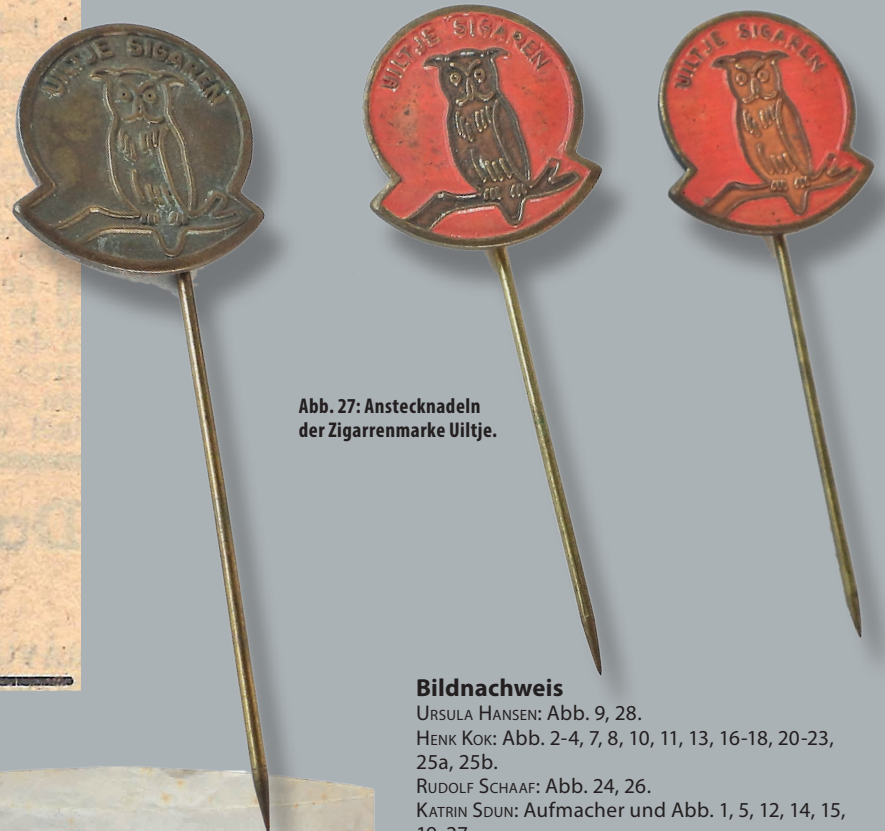 UILTJE SIGAREN
UILTJE SIGAREN
UILTJE SIGAREN
Abb. 27: Anstecknadeln
der Zigarrenmarke Uiltje.
Bildnachweis
Ursula Hansen: Abb. 9, 28.
Henk Kok: Abb. 2-4, 7, 8, 10, 11, 13, 16-18, 20-23,
25a, 25b.
Rudolf Schaaf: Abb. 24, 26.
Katrin Sdun: Aufmacher und Abb. 1, 5, 12, 14, 15,